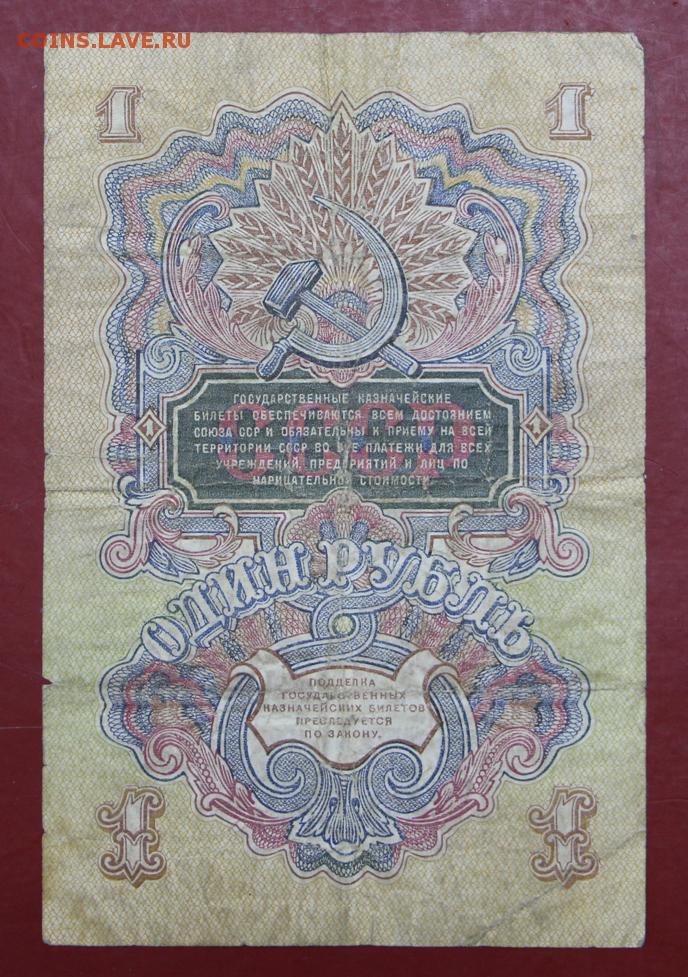 COINS.LAVE.RU
1 1
ГОСУДАРСТВЕННЫЕ КАЗНАЧЕЙСКИЕ
БИЛЕТЫ ОБЕСПЕЧИВАЮТСЯ ВСЕМ ДОСТОЯНИЕМ
СОЮЗА ССР И ОБЯЗАТЕЛЬНЫ К ПРИЕМУ НА ВСЕЙ
ТЕРРИТОРИИ СССР ВО ВСЕ ПЛАТЕЖИ ДЛЯ ВСЕХ
УЧРЕЖДЕНИЙ, ПРЕДПРИЯТИЙ И ЛИЦ ПО
НАРИЦАТЕЛЬНОЙ СТОИМОСТИ.
1 1
ОДИН РУБЛЬ
ПОДДЕЛКА
ГОСУДАРСТВЕННЫХ
КАЗНАЧЕЙСКИХ БИЛЕТОВ
ПРЕСЛЕДУЕТСЯ
ПО ЗАКОНУ.
1 1